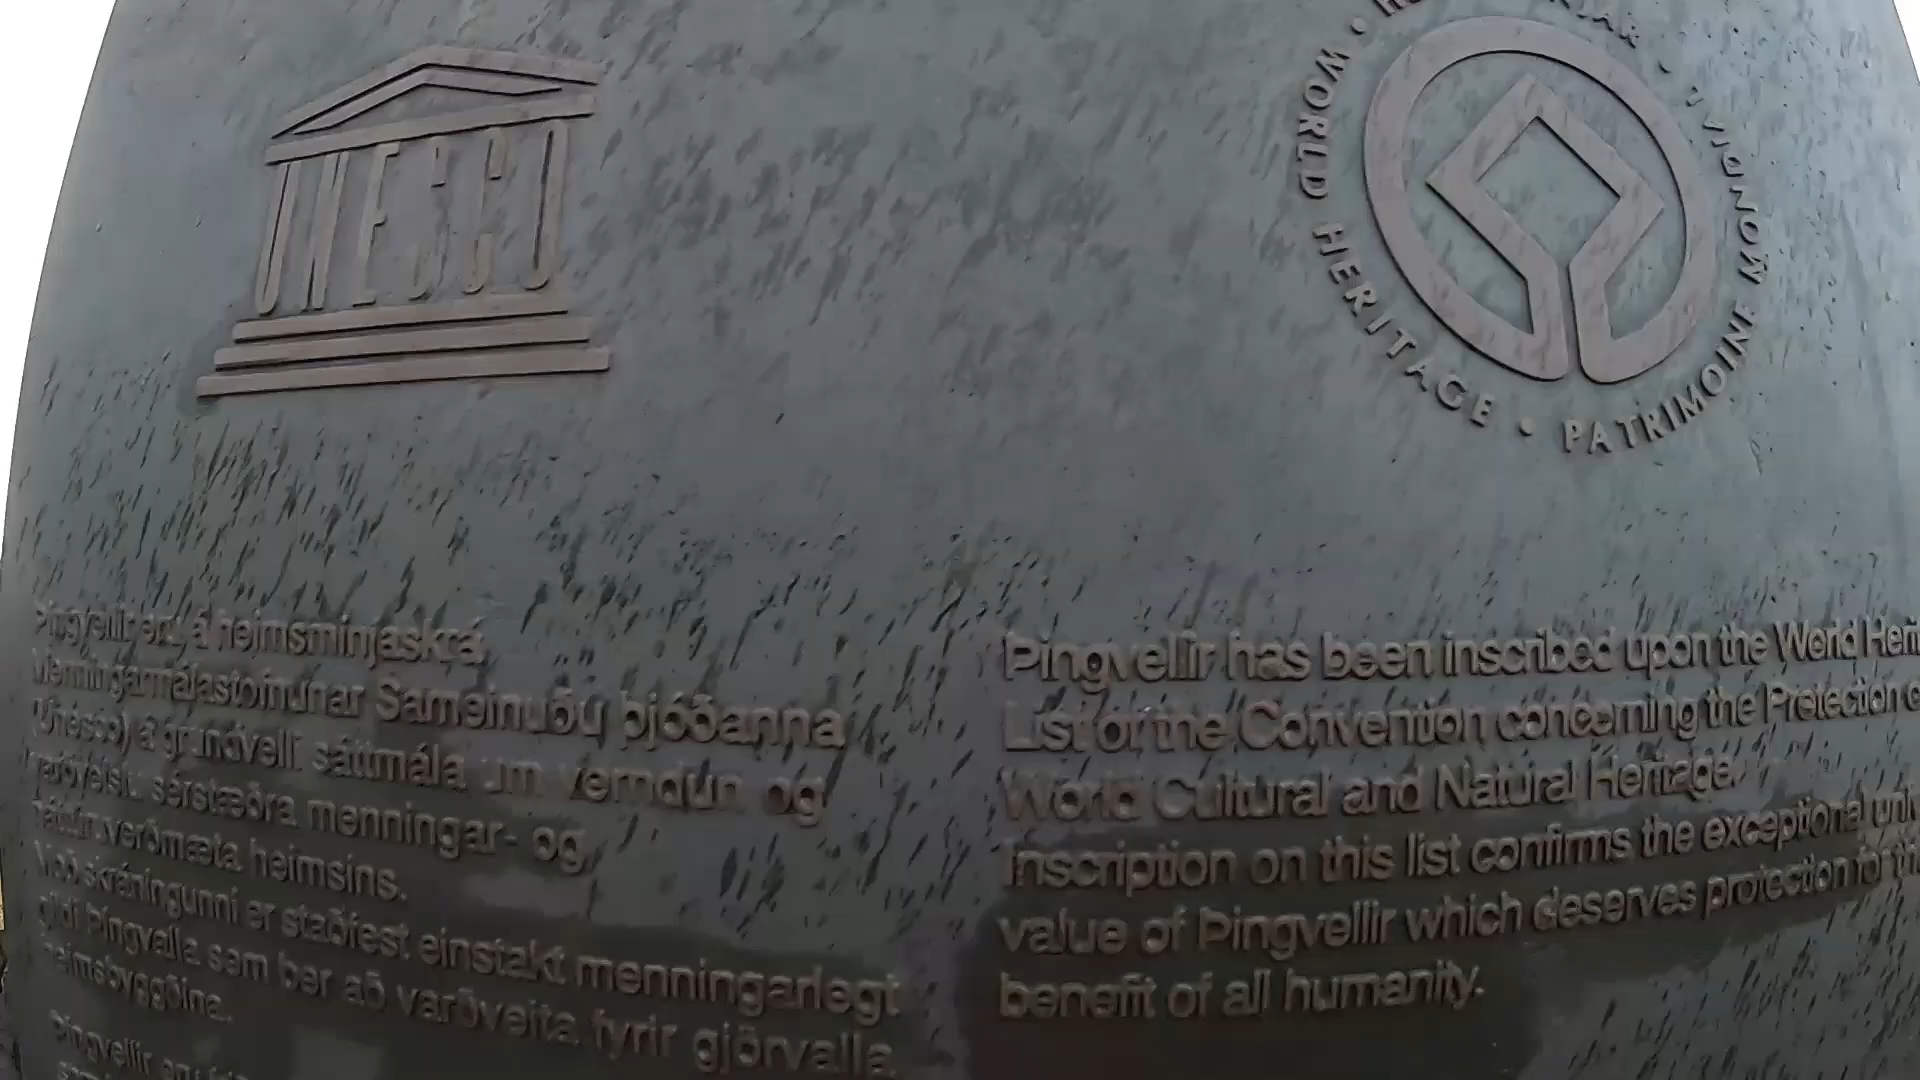 UNESCO
WORLD HERITAGE • PATRIMOINE MONDIAL •
Þingvellir eru á heimsminjaskrá
Menningarmálastofnunar Sameinuðu þjóðanna
(Unesco) á grundvelli sáttmála um verndun og
varðveislu sérstæðra menningar- og
náttúruverðmæta heimsins.
Með skráningunni er staðfest einstakt menningarlegt
gildi Þingvalla sem ber að varðveita fyrir gjörvalla
heimsbyggðina.
Þingvellir eru
Þingvellir has been inscribed upon the World
List of the Convention concerning the Protection
World Cultural and Natural Heritage.
Inscription on this list confirms the exceptional
value of Þingvellir which deserves protection for
benefit of all humanity.